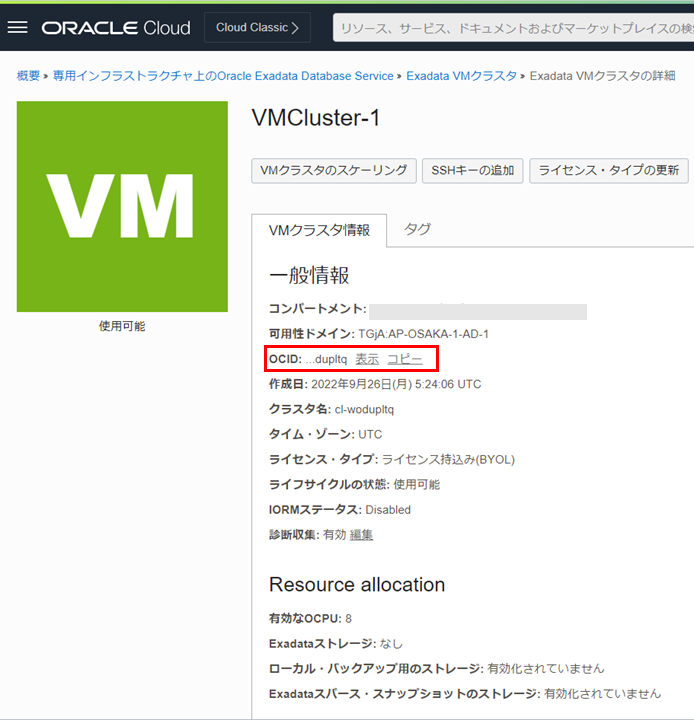 ORACLE Cloud
Cloud Classic >
リソース、サービス、ドキュメントおよびマーケットプレイスの検
概要 » 専用インフラストラクチャ上のOracle Exadata Database Service » Exadata VMクラスタ » Exadata VMクラスタの詳細
VM
使用可能
VMCluster-1
VMクラスタのスケーリング SSHキーの追加 ライセンス・タイプの更新
VMクラスタ情報 タグ
一般情報
コンパートメント:
可用性ドメイン: TGjA:AP-OSAKA-1-AD-1
OCID: ...dupltq 表示 コピー
作成日: 2022年9月26日(月) 5:24:06 UTC
クラスタ名: cl-wodupltq
タイム・ゾーン: UTC
ライセンス・タイプ: ライセンス持込み(BYOL)
ライフサイクルの状態: 使用可能
IORMステータス: Disabled
診断収集: 有効 編集
Resource allocation
有効なOCPU: 8
Exadataストレージ: なし
ローカル・バックアップ用のストレージ: 有効化されていません
Exadataスパース・スナップショットのストレージ: 有効化されていません